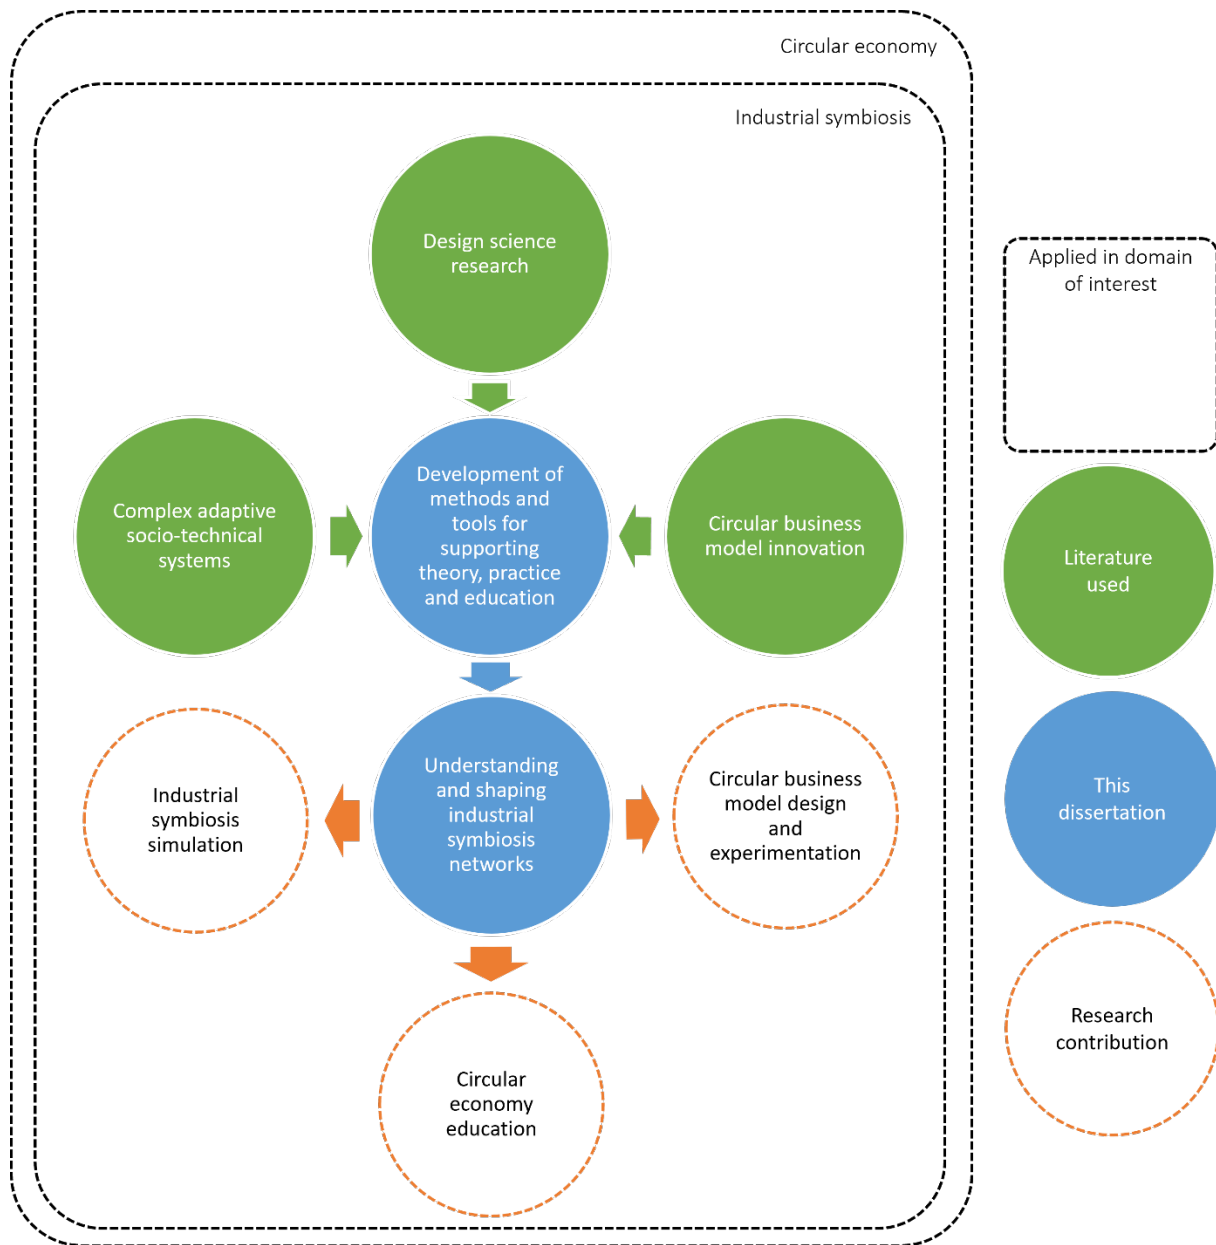 Circular economy
Industrial symbiosis
Design science
research
Complex adaptive
socio-technical
systems
Development of
methods and
tools for
supporting
theory, practice
and education
Circular business
model innovation
Industrial
symbiosis
simulation
Understanding
and shaping
industrial
symbiosis
networks
Circular business
model design
and
experimentation
Circular
economy
education
Applied in domain
of interest
Literature
used
This
dissertation
Research
contribution